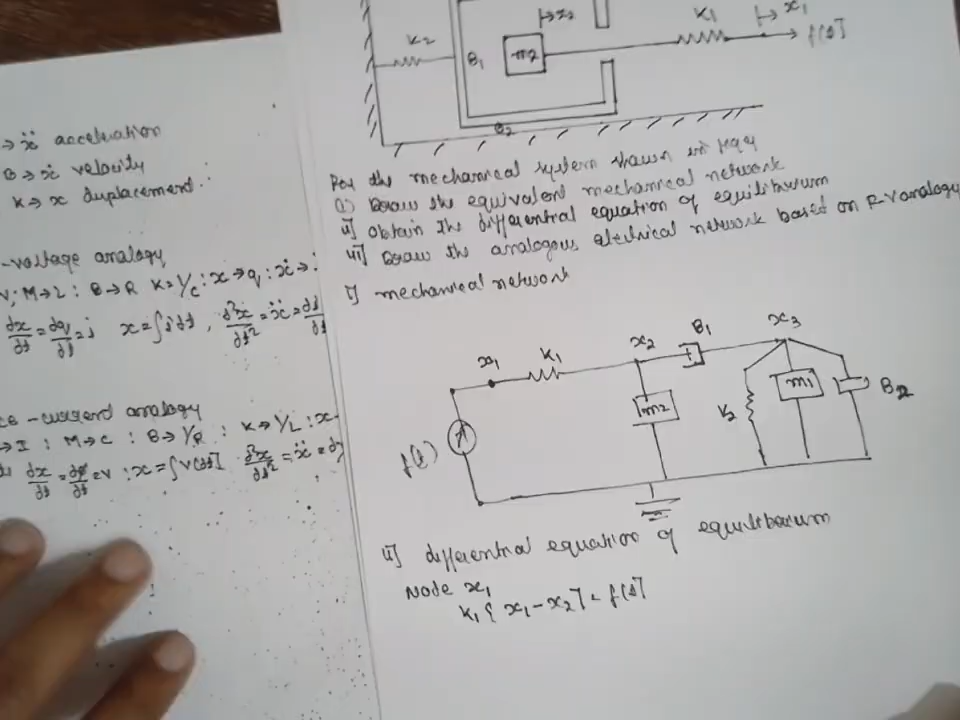 → ẍ acceluation
B → ẋ velocity
K → x duplacement.
-voltage analogy
V; M→L : B→R K=1/C : x→q : ẋ→ i
dx/dt = dq/dt = i x=∫idt, d²x/dt² = ẍ = di/dt
ce - current analogy
→ I : M→C : B→1/R : K→1/L : x
dx/dt = dφ/dt = v : x = ∫v(dt) d²x/dt² = ẍ = d
K2
B1
m2
x2
K1
x1
f(t)
B2
For the mechanical system shown in fig
i) Draw the equivalent mechanical network
ii) obtain the differential equation of equilibrium
iii) Draw the analogous electrical network based on F-V analogy
i) mechanical network
x1
K1
x2
B1
x3
f(t)
m2
K2
m1
B2
ii) differential equation of equilibrium
Node x1
K1 { x1 - x2 } = f(t)